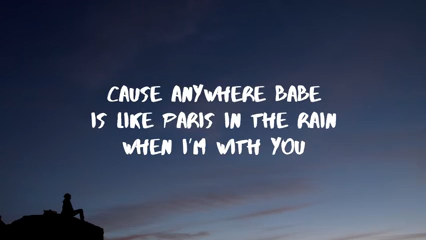 CAUSE ANYWHERE BABE
IS LIKE PARIS IN THE RAIN
WHEN I'M WITH YOU